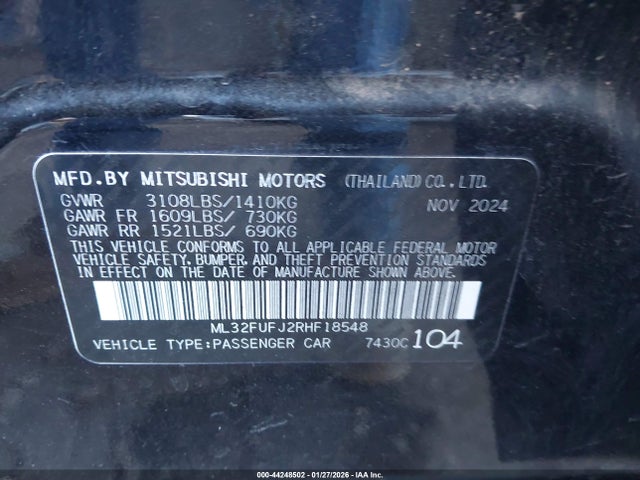 MFD.BY MITSUBISHI MOTORS (THAILAND)CO.,LTD.
GVWR 3108LBS/1410KG NOV 2024
GAWR FR 1609LBS/ 730KG
GAWR RR 1521LBS/ 690KG
THIS VEHICLE CONFORMS TO ALL APPLICABLE FEDERAL MOTOR
VEHICLE SAFETY, BUMPER, AND THEFT PREVENTION STANDARDS
IN EFFECT ON THE DATE OF MANUFACTURE SHOWN ABOVE.
ML32FUFJ2RHF18548
VEHICLE TYPE:PASSENGER CAR 7430C 104
000-44248502 - 01/27/2026 - IAA Inc.